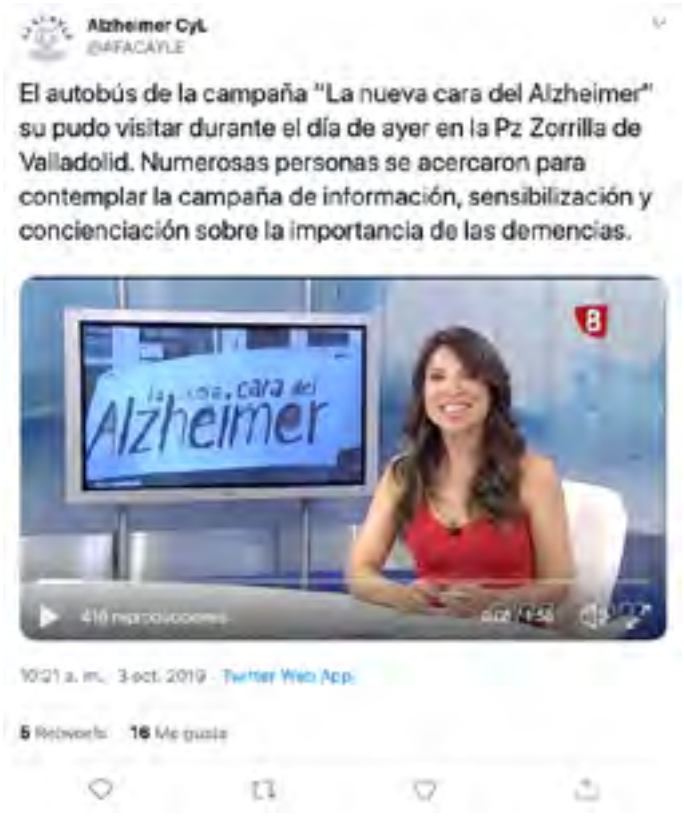 Alzheimer CyL
@AFACAYLE
El autobús de la campaña "La nueva cara del Alzheimer"
su pudo visitar durante el día de ayer en la Pz Zorrilla de
Valladolid. Numerosas personas se acercaron para
contemplar la campaña de información, sensibilización y
concienciación sobre la importancia de las demencias.
8
la cara del
Alzheimer
416 reproducciones
10:21 a. m. 3 oct. 2019 · Twitter Web App
5 Retweets 16 Me gusta